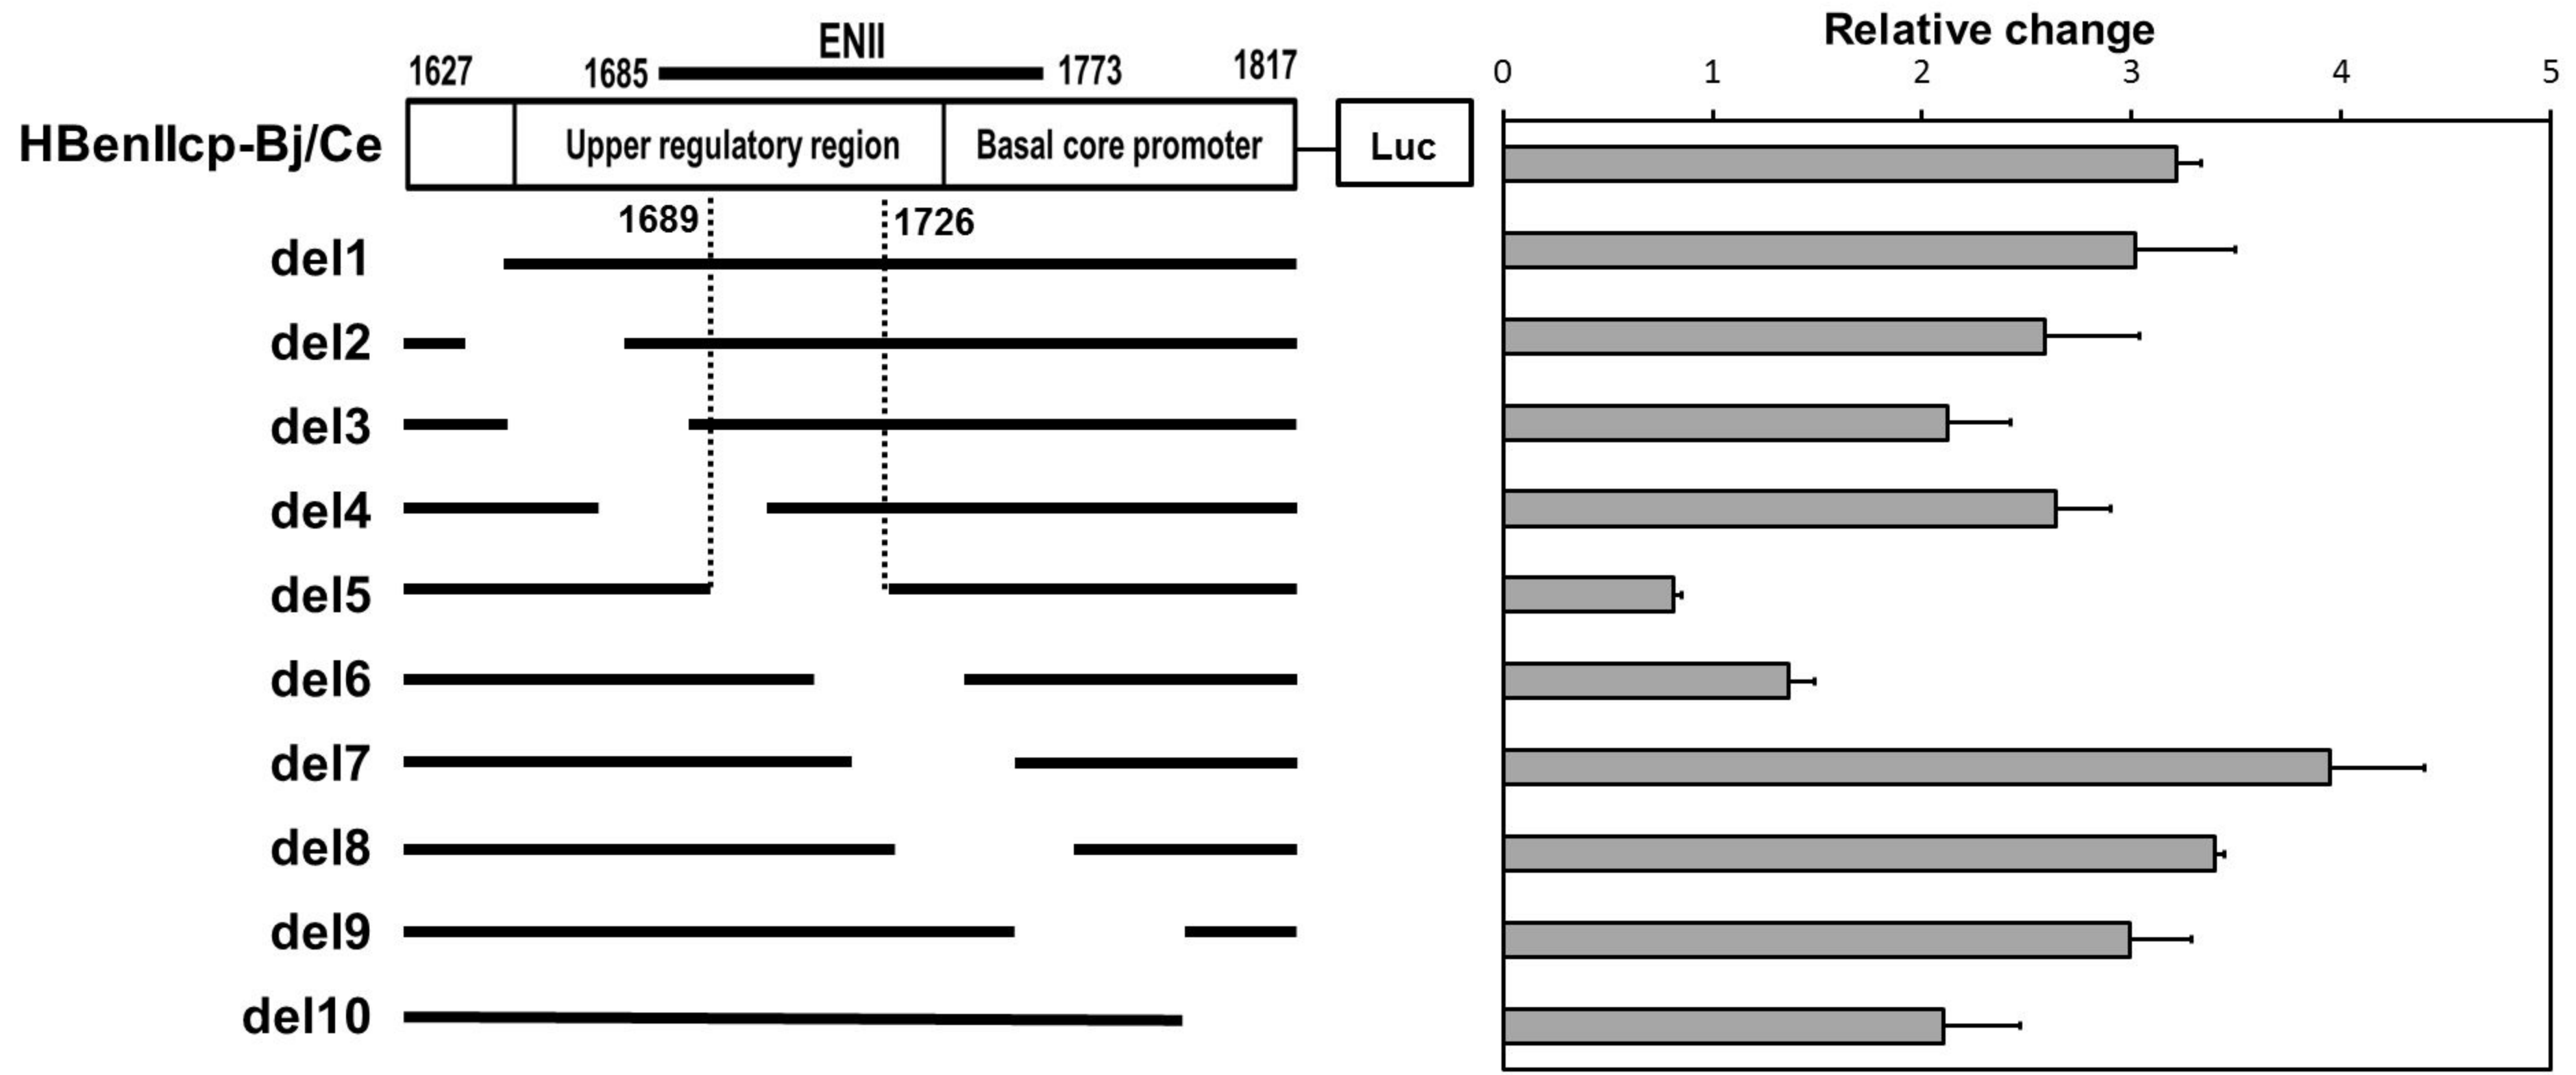 Relative change
ENII
1627 1685 1773 1817
0 1 2 3 4 5
HBenIIcp-Bj/Ce Upper regulatory region Basal core promoter Luc
1689 1726
del1
del2
del3
del4
del5
del6
del7
del8
del9
del10